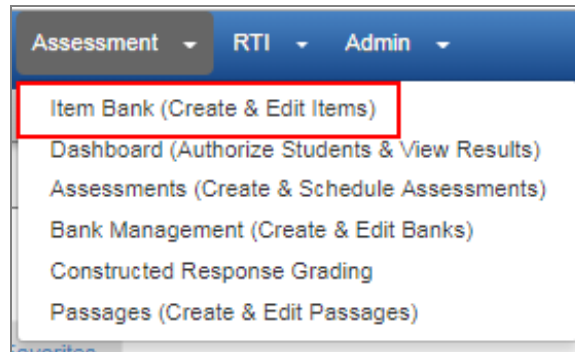 Assessment RTI Admin
Item Bank (Create & Edit Items)
Dashboard (Authorize Students & View Results)
Assessments (Create & Schedule Assessments)
Bank Management (Create & Edit Banks)
Constructed Response Grading
Passages (Create & Edit Passages)
Favorites